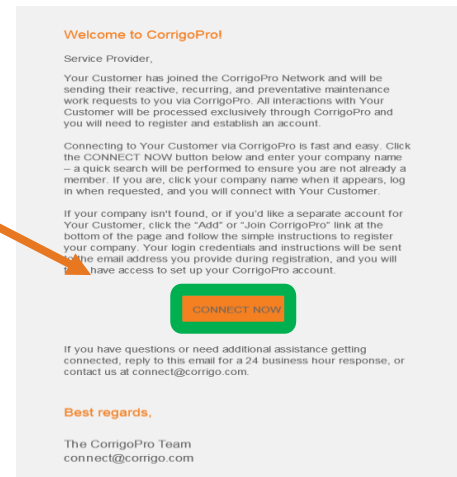 Welcome to CorrigoPro!
Service Provider,
Your Customer has joined the CorrigoPro Network and will be
sending their reactive, recurring, and preventative maintenance
work requests to you via CorrigoPro. All interactions with Your
Customer will be processed exclusively through CorrigoPro and
you will need to register and establish an account.
Connecting to Your Customer via CorrigoPro is fast and easy. Click
the CONNECT NOW button below and enter your company name
– a quick search will be performed to ensure you are not already a
member. If you are, click your company name when it appears, log
in when requested, and you will connect with Your Customer.
If your company isn't found, or if you'd like a separate account for
Your Customer, click the "Add" or "Join CorrigoPro" link at the
bottom of the page and follow the simple instructions to register
your company. Your login credentials and instructions will be sent
the email address you provide during registration, and you will
have access to set up your CorrigoPro account.
CONNECT NOW
If you have questions or need additional assistance getting
connected, reply to this email for a 24 business hour response, or
contact us at connect@corrigo.com.
Best regards,
The CorrigoPro Team
connect@corrigo.com